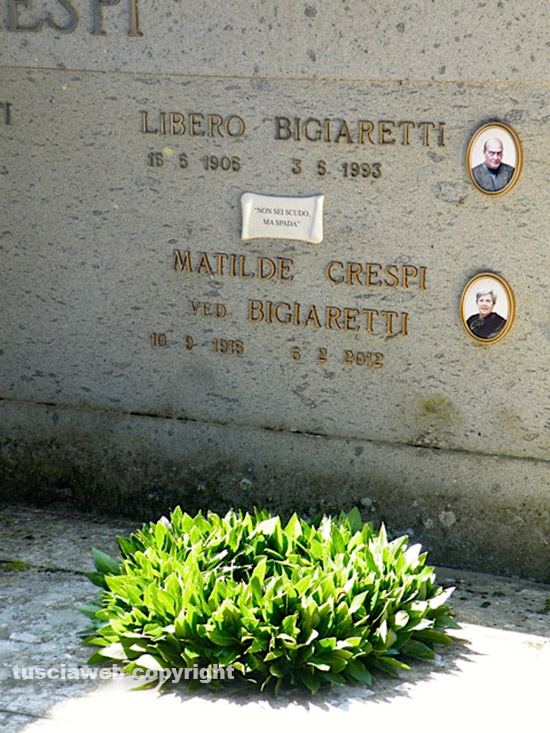 LIBERO BIGIARETTI
16 5 1905 3 5 1993
"NON SEI SCUDO,
MA SPADA"
MATILDE CRESPI
VED BIGIARETTI
10 9 1915 6 2 2012
tusciaweb copyright